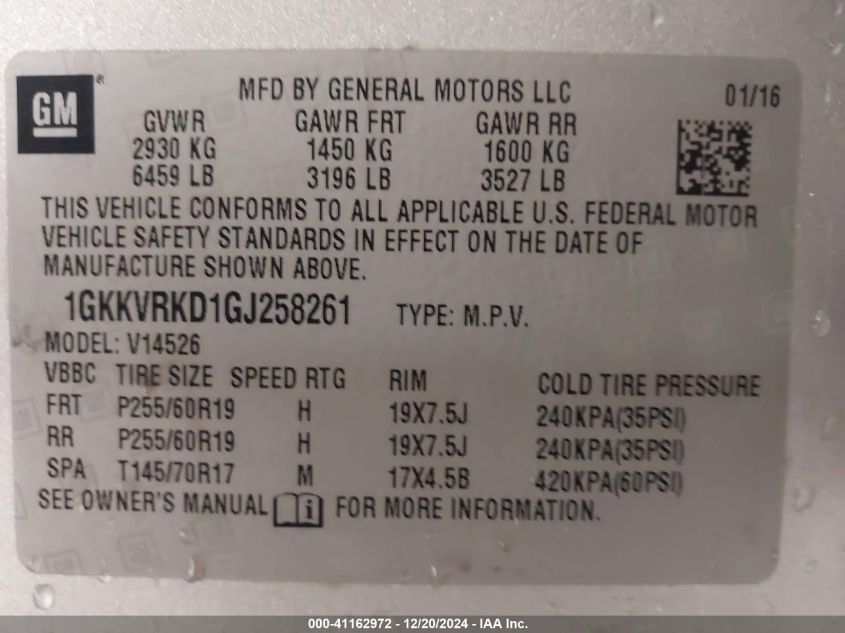 GM®
MFD BY GENERAL MOTORS LLC 01/16
GVWR GAWR FRT GAWR RR
2930 KG 1450 KG 1600 KG
6459 LB 3196 LB 3527 LB
THIS VEHICLE CONFORMS TO ALL APPLICABLE U.S. FEDERAL MOTOR
VEHICLE SAFETY STANDARDS IN EFFECT ON THE DATE OF
MANUFACTURE SHOWN ABOVE.
1GKKVRKD1GJ258261 TYPE: M.P.V.
MODEL: V14526
VBBC TIRE SIZE SPEED RTG RIM COLD TIRE PRESSURE
FRT P255/60R19 H 19X7.5J 240KPA(35PSI)
RR P255/60R19 H 19X7.5J 240KPA(35PSI)
SPA T145/70R17 M 17X4.5B 420KPA(60PSI)
SEE OWNER'S MANUAL i FOR MORE INFORMATION.
000-41162972 - 12/20/2024 - IAA Inc.